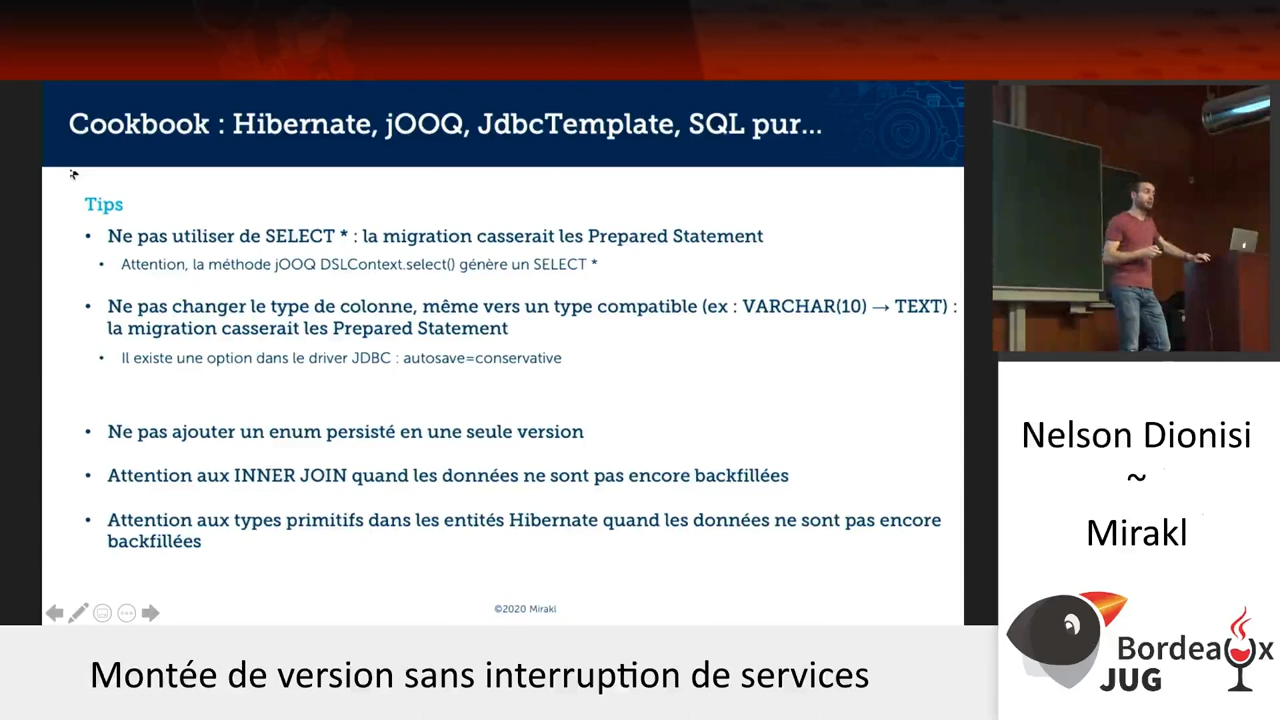 Cookbook : Hibernate, jOOQ, JdbcTemplate, SQL pur...
Tips
• Ne pas utiliser de SELECT * : la migration casserait les Prepared Statement
• Attention, la méthode jOOQ DSLContext.select() génère un SELECT *
• Ne pas changer le type de colonne, même vers un type compatible (ex : VARCHAR(10) → TEXT) :
la migration casserait les Prepared Statement
• Il existe une option dans le driver JDBC : autosave=conservative
• Ne pas ajouter un enum persisté en une seule version
• Attention aux INNER JOIN quand les données ne sont pas encore backfillées
• Attention aux types primitifs dans les entités Hibernate quand les données ne sont pas encore
backfillées
©2020 Mirakl
Nelson Dionisi
~
Mirakl
Bordeaux
JUG
Montée de version sans interruption de services